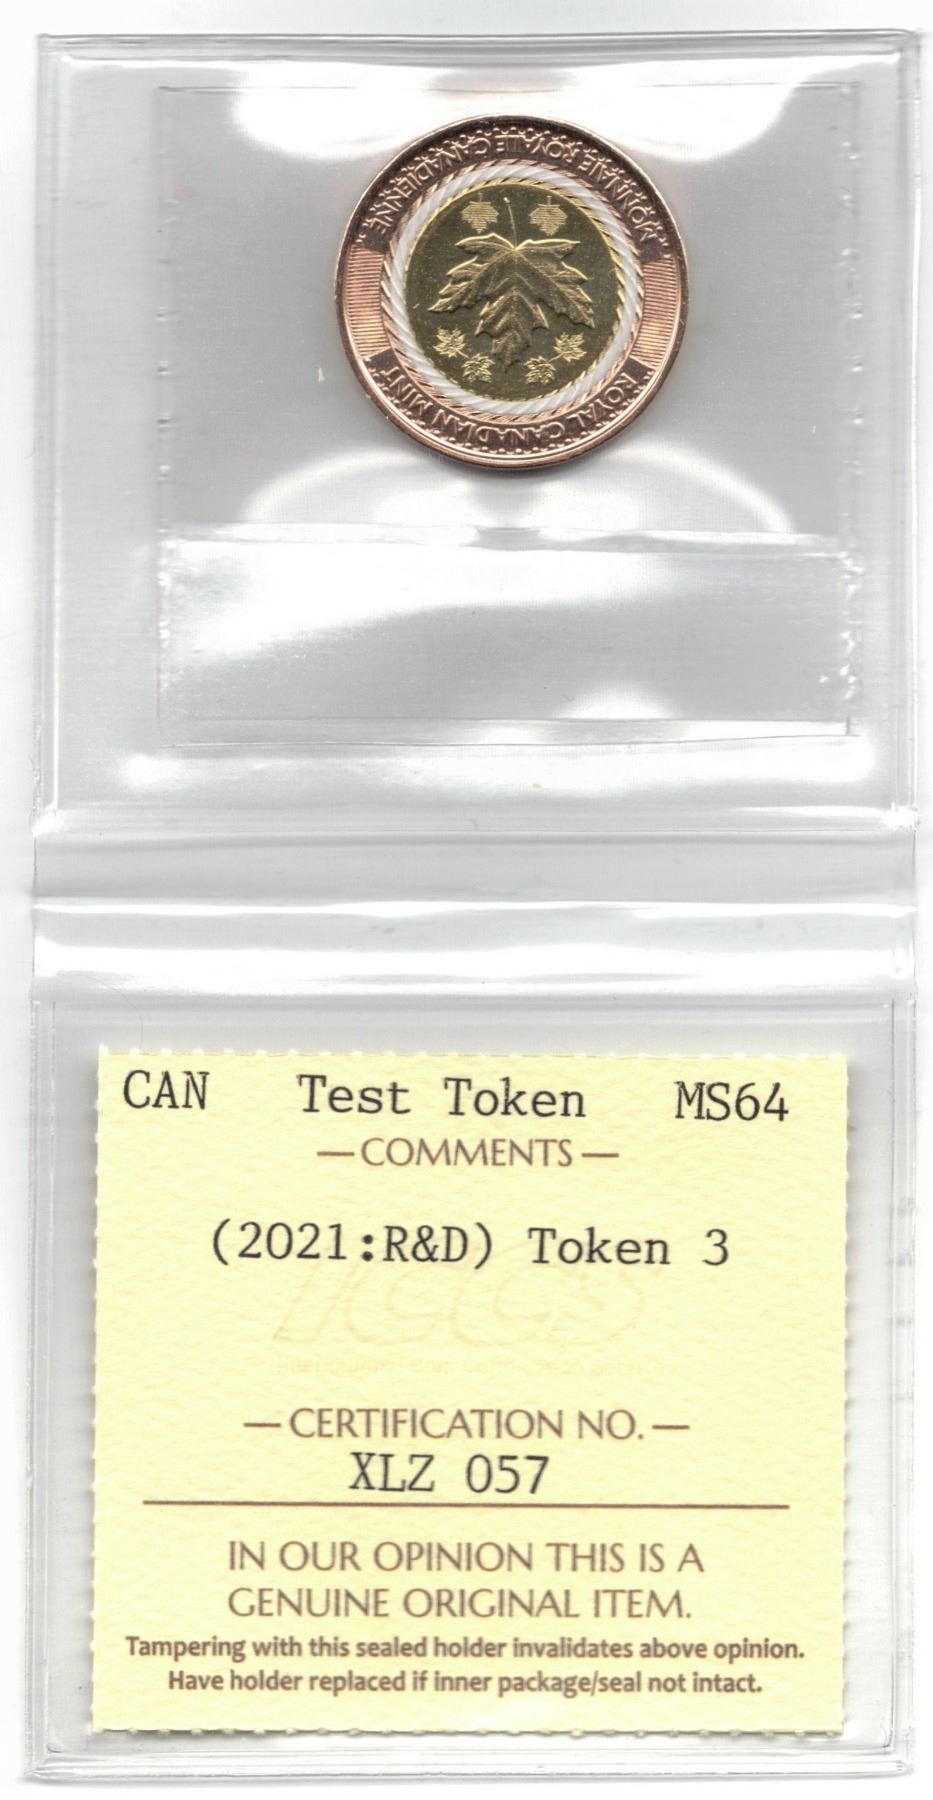 MONNAIE ROYALE CANADIENNE
ROYAL CANADIAN MINT
CAN Test Token MS64
— COMMENTS —
(2021:R&D) Token 3
ICCS
— CERTIFICATION NO. —
XLZ 057
IN OUR OPINION THIS IS A
GENUINE ORIGINAL ITEM.
Tampering with this sealed holder invalidates above opinion.
Have holder replaced if inner package/seal not intact.